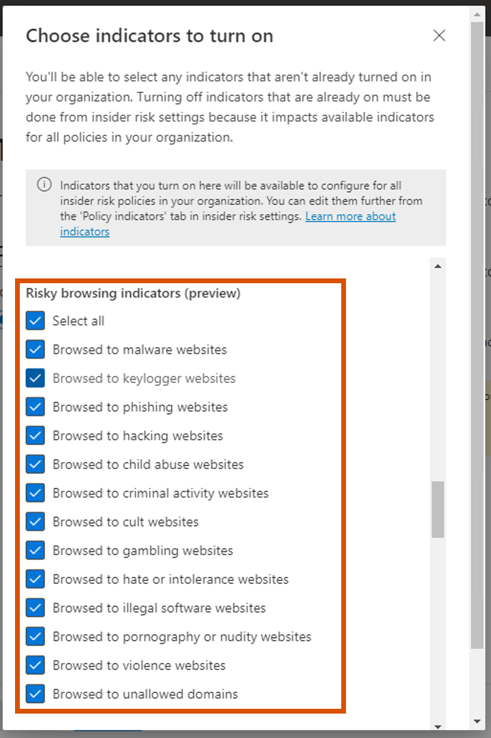 Choose indicators to turn on
You'll be able to select any indicators that aren't already turned on in
your organization. Turning off indicators that are already on must be
done from insider risk settings because it impacts available indicators
for all policies in your organization.
Indicators that you turn on here will be available to configure for all
insider risk policies in your organization. You can edit them further from
the 'Policy indicators' tab in insider risk settings. Learn more about
indicators
Risky browsing indicators (preview)
Select all
Browsed to malware websites
Browsed to keylogger websites
Browsed to phishing websites
Browsed to hacking websites
Browsed to child abuse websites
Browsed to criminal activity websites
Browsed to cult websites
Browsed to gambling websites
Browsed to hate or intolerance websites
Browsed to illegal software websites
Browsed to pornography or nudity websites
Browsed to violence websites
Browsed to unallowed domains